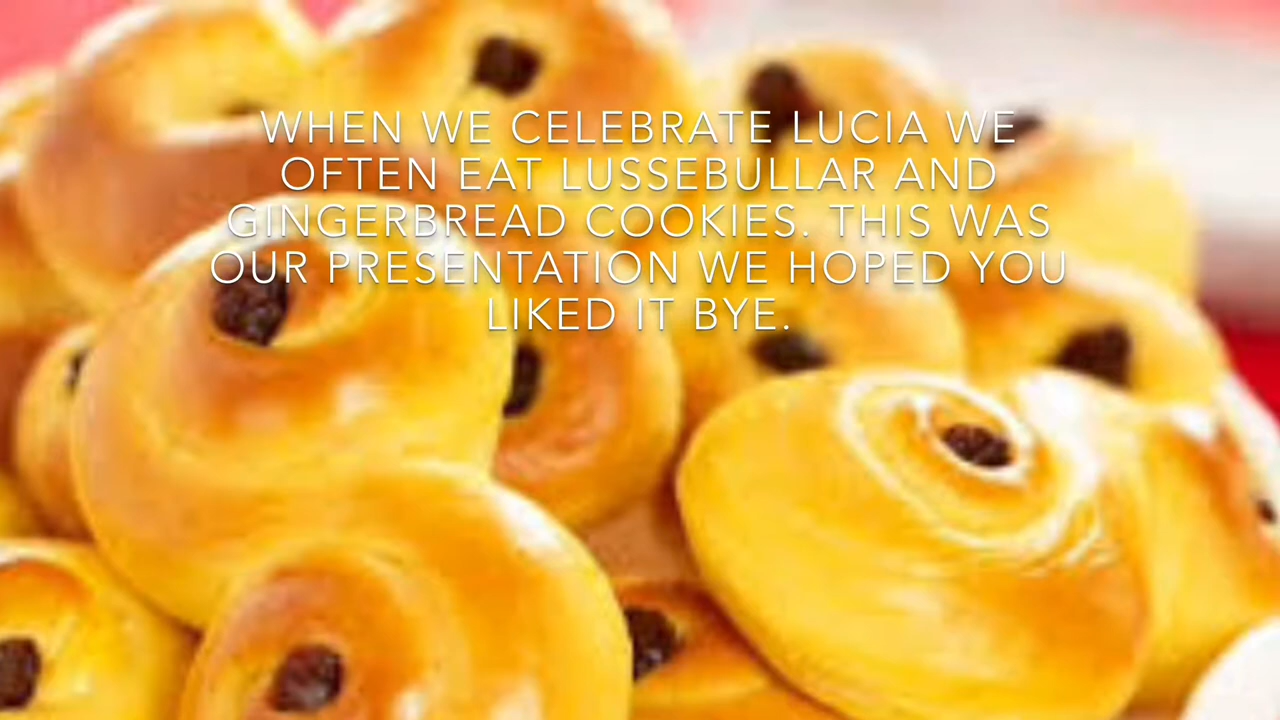 WHEN WE CELEBRATE LUCIA WE
OFTEN EAT LUSSEBULLAR AND
GINGERBREAD COOKIES. THIS WAS
OUR PRESENTATION WE HOPED YOU
LIKED IT BYE.